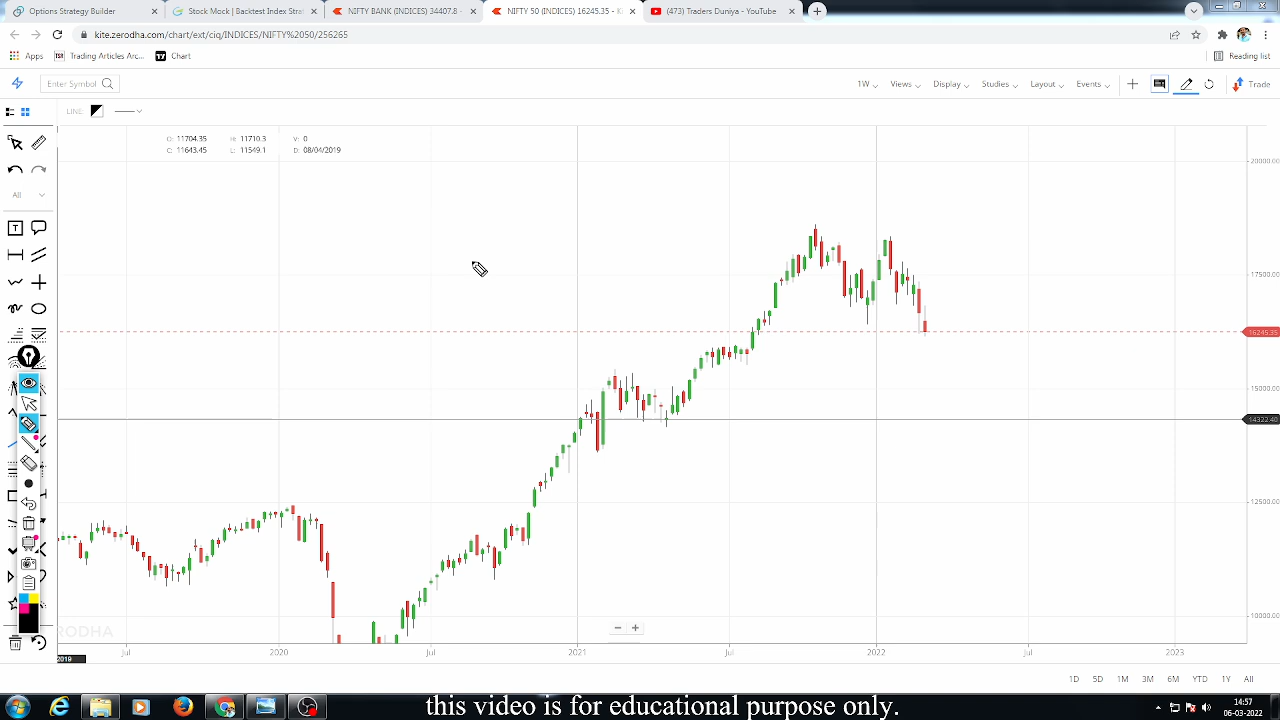 Options Strategy Builder
Stock Mock | Backtest Index Strat
NIFTY BANK (INDICES) 34407.8 -
NIFTY 50 (INDICES) 16245.35 - K
(473) Traders Duniya - YouTube
kite.zerodha.com/chart/ext/ciq/INDICES/NIFTY%2050/256265
Apps
Trading Articles Arc...
Chart
Reading list
Enter Symbol
1W
Views
Display
Studies
Layout
Events
Trade
LINE:
O: 11704.35 H: 11710.3 V: 0
C: 11643.45 L: 11549.1 D: 08/04/2019
All
20000.00
17500.00
16245.35
15000.00
14322.40
12500.00
10000.00
RODHA
2019
Jul
2020
Jul
2021
Jul
2022
Jul
2023
1D 5D 1M 3M 6M YTD 1Y All
this video is for educational purpose only.
14:57
06-03-2022